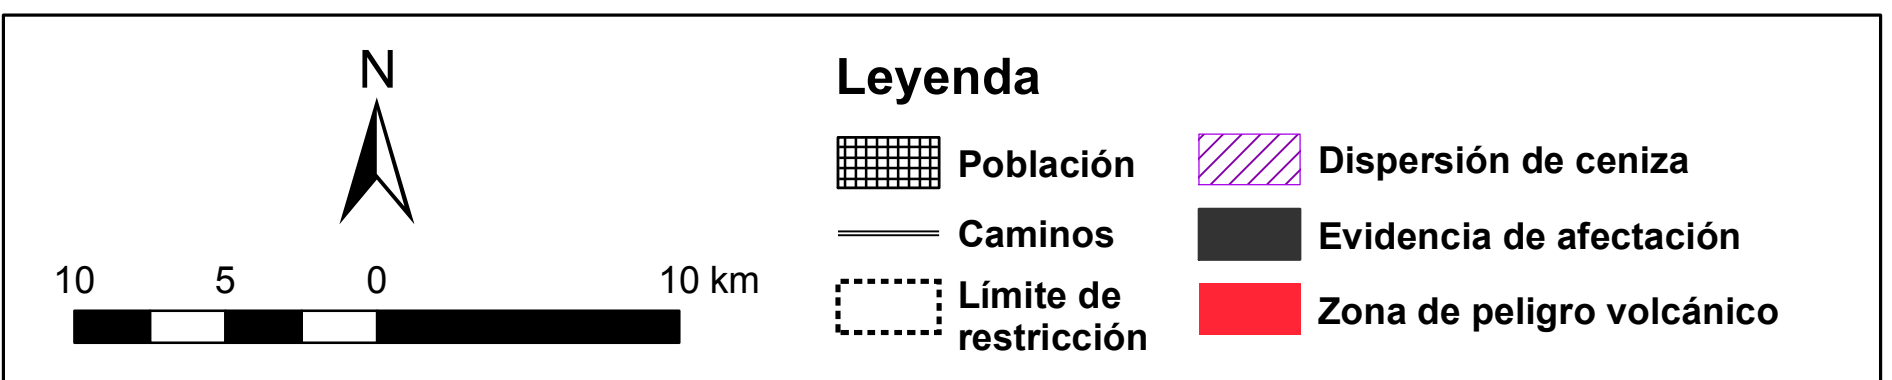 N
10 5 0 10 km
Leyenda
Población
Caminos
Límite de
restricción
Dispersión de ceniza
Evidencia de afectación
Zona de peligro volcánico